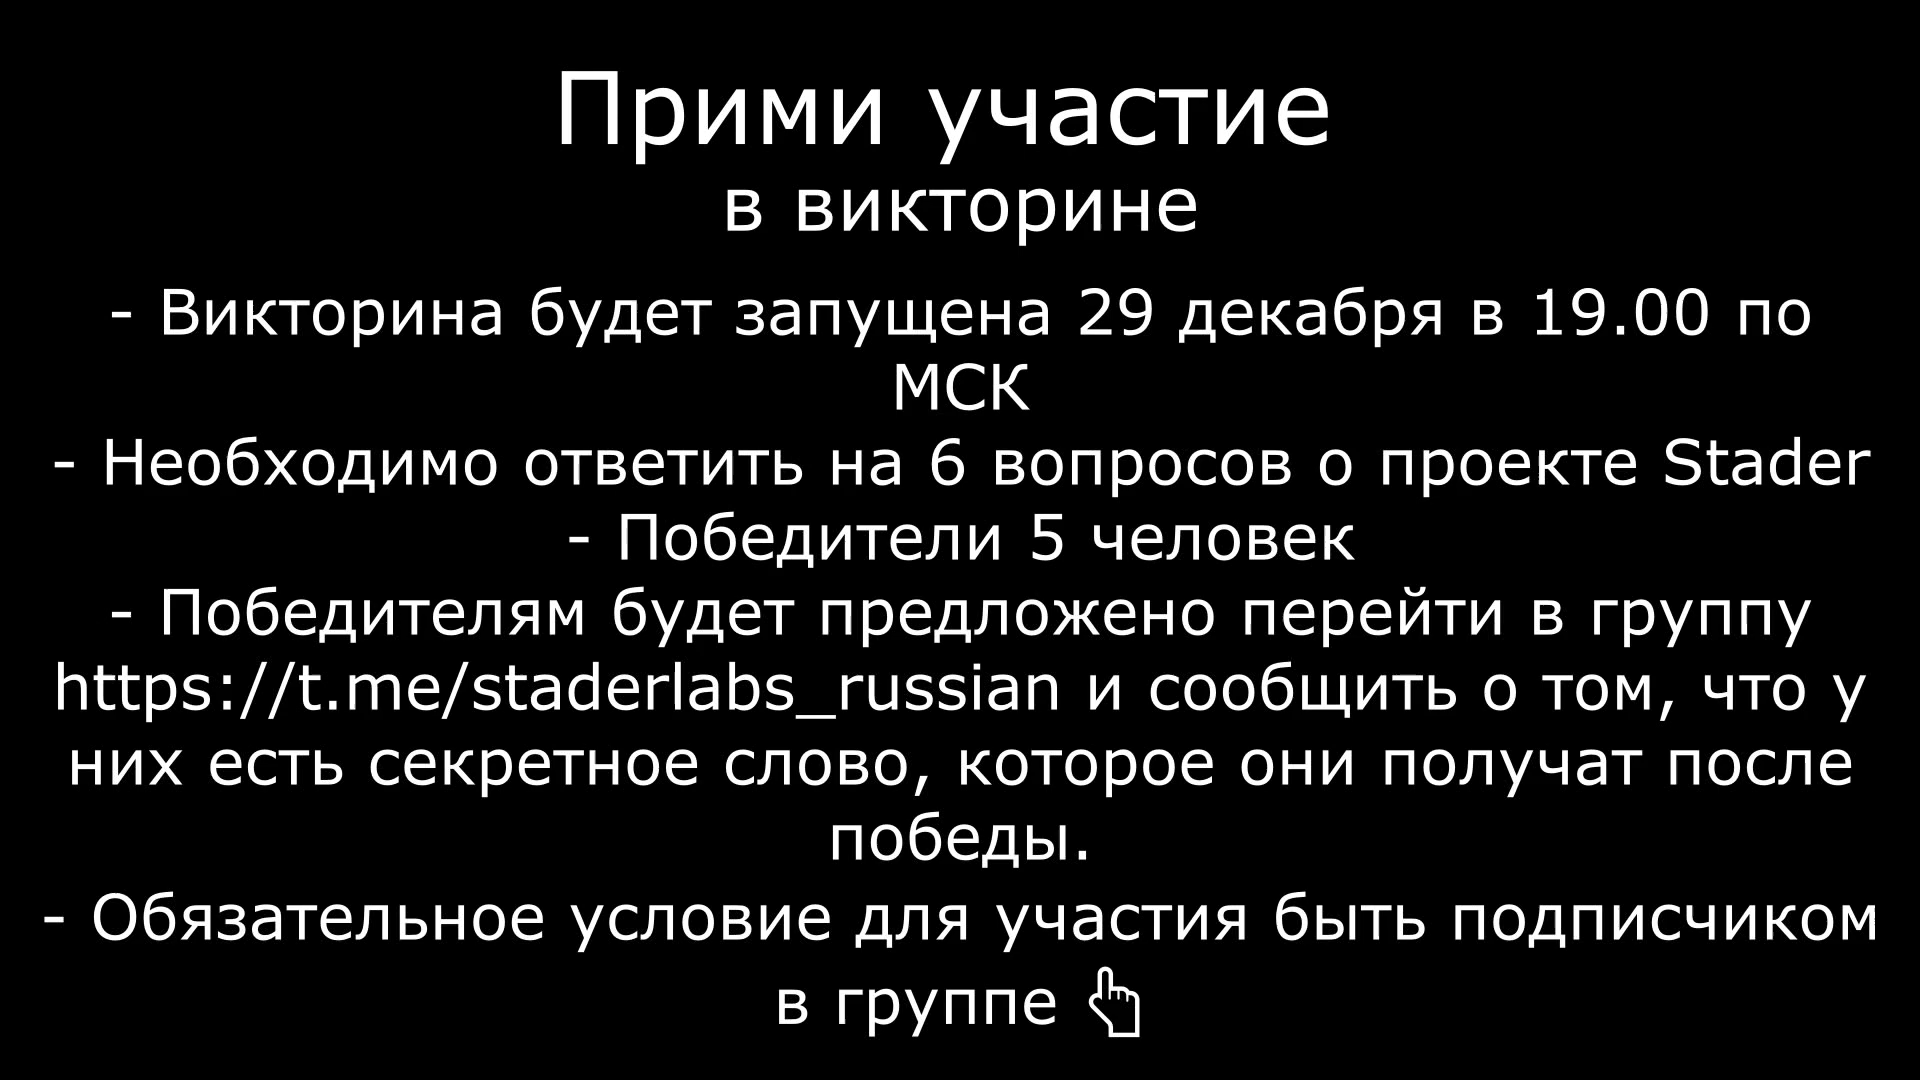 Прими участие
в викторине
- Викторина будет запущена 29 декабря в 19.00 по
МСК
- Необходимо ответить на 6 вопросов о проекте Stader
- Победители 5 человек
- Победителям будет предложено перейти в группу
https://t.me/staderlabs_russian и сообщить о том, что у
них есть секретное слово, которое они получат после
победы.
- Обязательное условие для участия быть подписчиком
в группе 👆